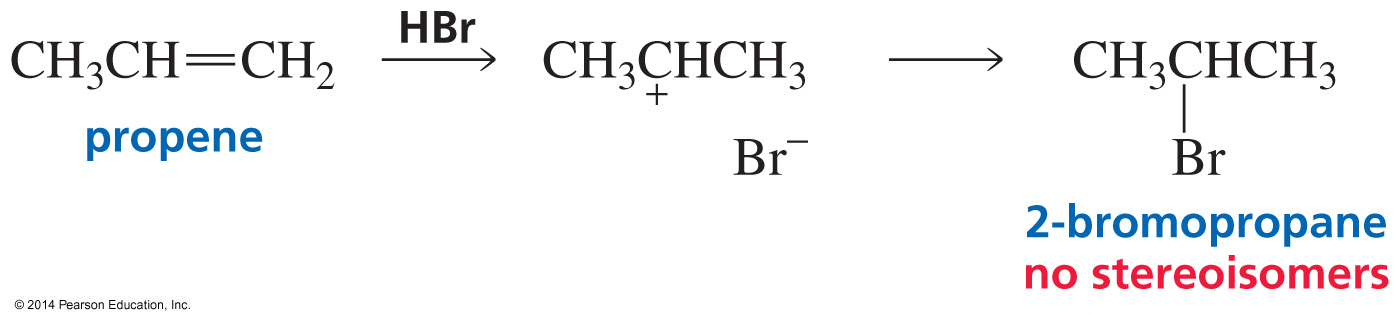 HBr
CH₃CH=CH₂ CH₃CHCH₃ CH₃CHCH₃
+
propene Br⁻ Br
2-bromopropane
no stereoisomers
© 2014 Pearson Education, Inc.